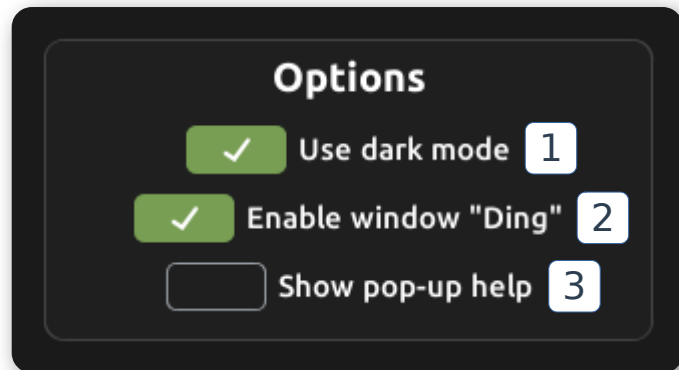 Options
Use dark mode 1
Enable window "Ding" 2
Show pop-up help 3